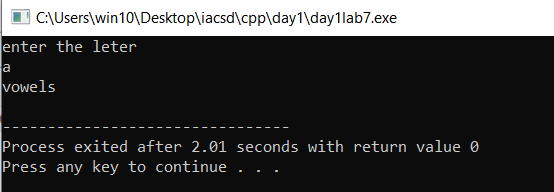 C:\Users\win10\Desktop\iacsd\cpp\day1\day1lab7.exe
enter the leter
a
vowels
--------------------------------
Process exited after 2.01 seconds with return value 0
Press any key to continue . . .